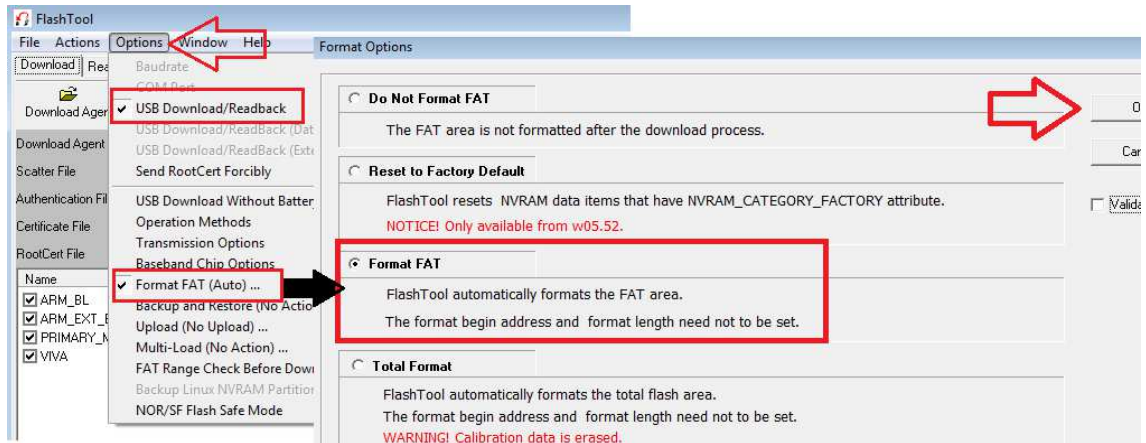 FlashTool
File Actions Options Window Help
Download Rea
Download Ager
Download Agent
Scatter File
Authentication Fil
Certificate File
RootCert File
Name
ARM_BL
ARM_EXT_B
PRIMARY_M
VIVA
Baudrate
COM Port
USB Download/Readback
USB Download/ReadBack (Dat
USB Download/ReadBack (Exte
Send RootCert Forcibly
USB Download Without Batter
Operation Methods
Transmission Options
Baseband Chip Options
Format FAT (Auto) ...
Backup and Restore (No Actio
Upload (No Upload) ...
Multi-Load (No Action) ...
FAT Range Check Before Dow
Backup Linux NVRAM Partition
NOR/SF Flash Safe Mode
Format Options
Do Not Format FAT
The FAT area is not formatted after the download process.
Reset to Factory Default
FlashTool resets NVRAM data items that have NVRAM_CATEGORY_FACTORY attribute.
NOTICE! Only available from w05.52.
Format FAT
FlashTool automatically formats the FAT area.
The format begin address and format length need not to be set.
Total Format
FlashTool automatically formats the total flash area.
The format begin address and format length need not to be set.
WARNING! Calibration data is erased.
O
Car
Valida